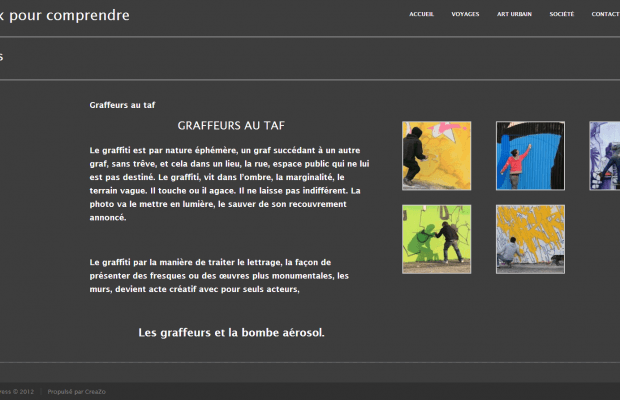 x pour comprendre
ACCUEIL VOYAGES ART URBAIN SOCIÉTÉ CONTACT
s
Graffeurs au taf
GRAFFEURS AU TAF
Le graffiti est par nature éphémère, un graf succédant à un autre
graf, sans trêve, et cela dans un lieu, la rue, espace public qui ne lui
est pas destiné. Le graffiti, vit dans l'ombre, la marginalité, le
terrain vague. Il touche ou il agace. Il ne laisse pas indifférent. La
photo va le mettre en lumière, le sauver de son recouvrement
annoncé.
Le graffiti par la manière de traiter le lettrage, la façon de
présenter des fresques ou des œuvres plus monumentales, les
murs, devient acte créatif avec pour seuls acteurs,
Les graffeurs et la bombe aérosol.
ress © 2012 | Propulsé par CreaZo